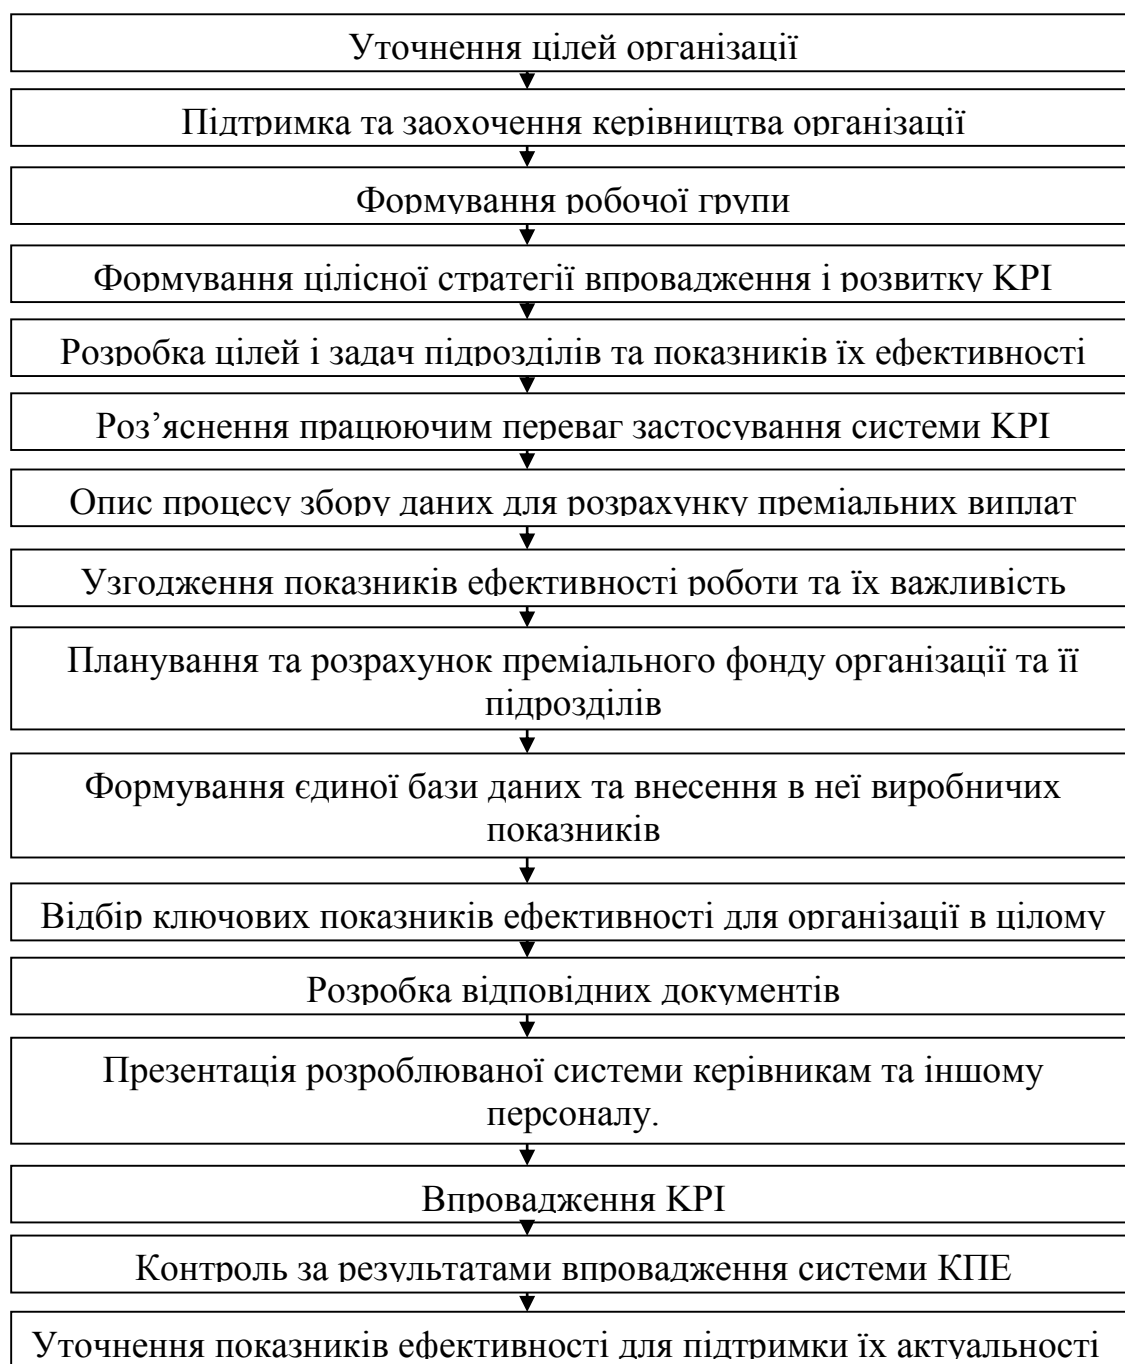 Уточнення цілей організації
Підтримка та заохочення керівництва організації
Формування робочої групи
Формування цілісної стратегії впровадження і розвитку KPI
Розробка цілей і задач підрозділів та показників їх ефективності
Роз’яснення працюючим переваг застосування системи KPI
Опис процесу збору даних для розрахунку преміальних виплат
Узгодження показників ефективності роботи та їх важливість
Планування та розрахунок преміального фонду організації та її
підрозділів
Формування єдиної бази даних та внесення в неї виробничих
показників
Відбір ключових показників ефективності для організації в цілому
Розробка відповідних документів
Презентація розроблюваної системи керівникам та іншому
персоналу.
Впровадження KPI
Контроль за результатами впровадження системи КПЕ
Уточнення показників ефективності для підтримки їх актуальності